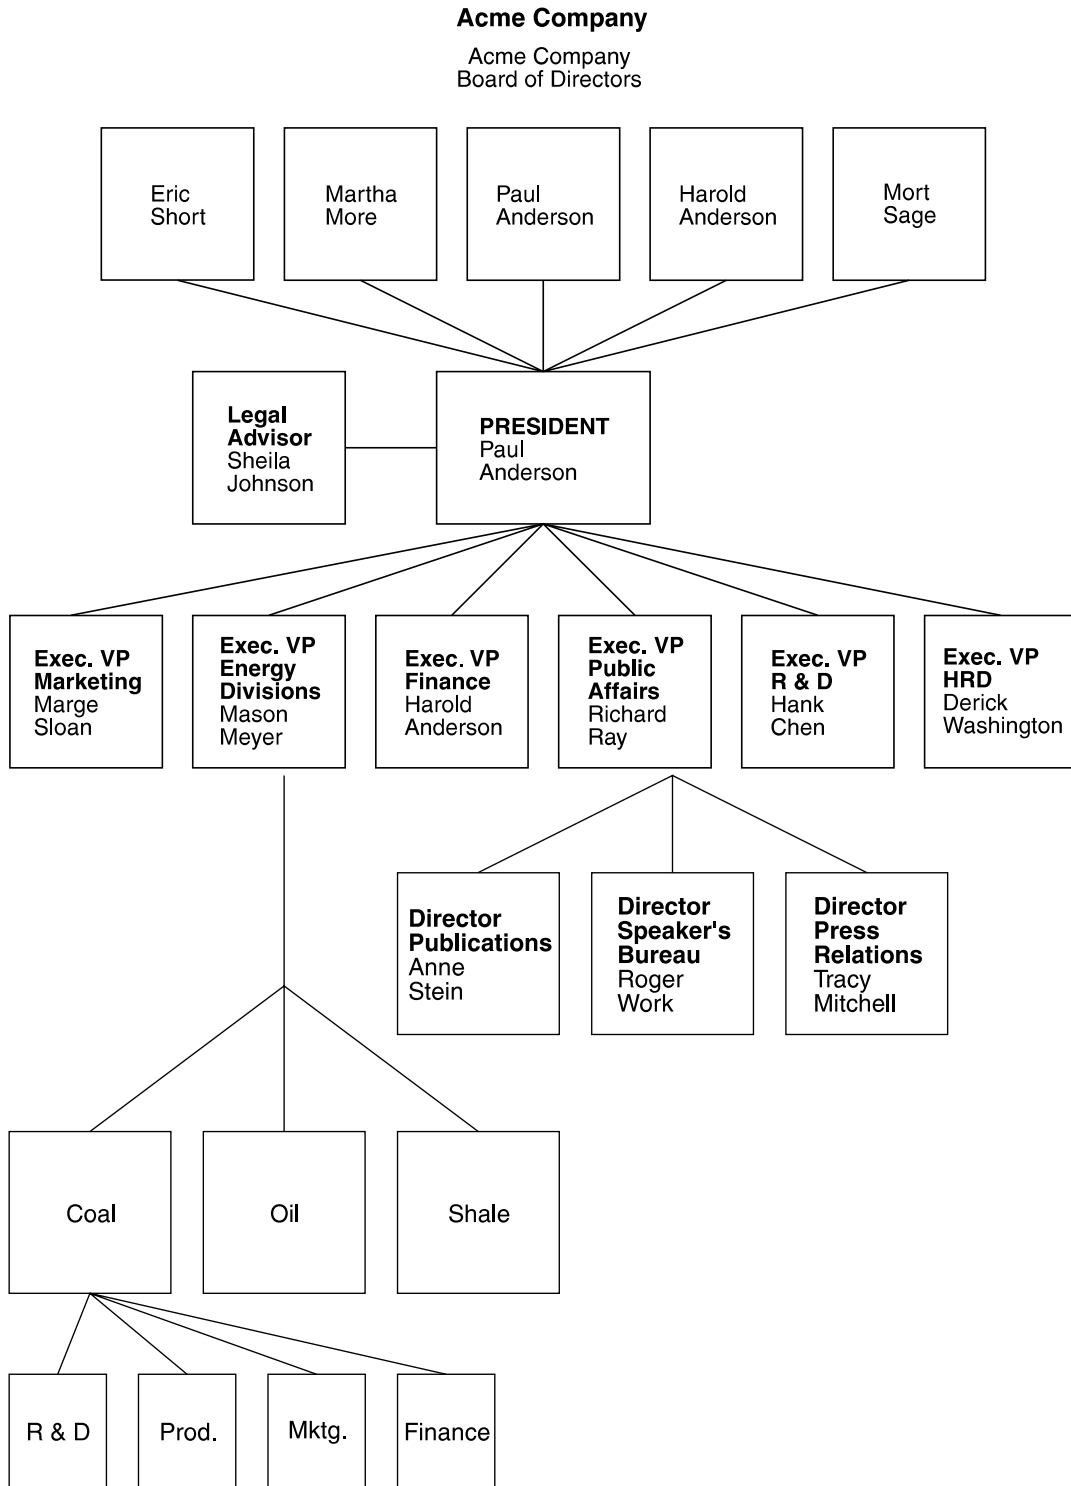 Acme Company
Acme Company
Board of Directors
Eric
Short
Martha
More
Paul
Anderson
Harold
Anderson
Mort
Sage
Legal
Advisor
Sheila
Johnson
PRESIDENT
Paul
Anderson
Exec. VP
Marketing
Marge
Sloan
Exec. VP
Energy
Divisions
Mason
Meyer
Exec. VP
Finance
Harold
Anderson
Exec. VP
Public
Affairs
Richard
Ray
Exec. VP
R & D
Hank
Chen
Exec. VP
HRD
Derick
Washington
Director
Publications
Anne
Stein
Director
Speaker's
Bureau
Roger
Work
Director
Press
Relations
Tracy
Mitchell
Coal
Oil
Shale
R & D
Prod.
Mktg.
Finance